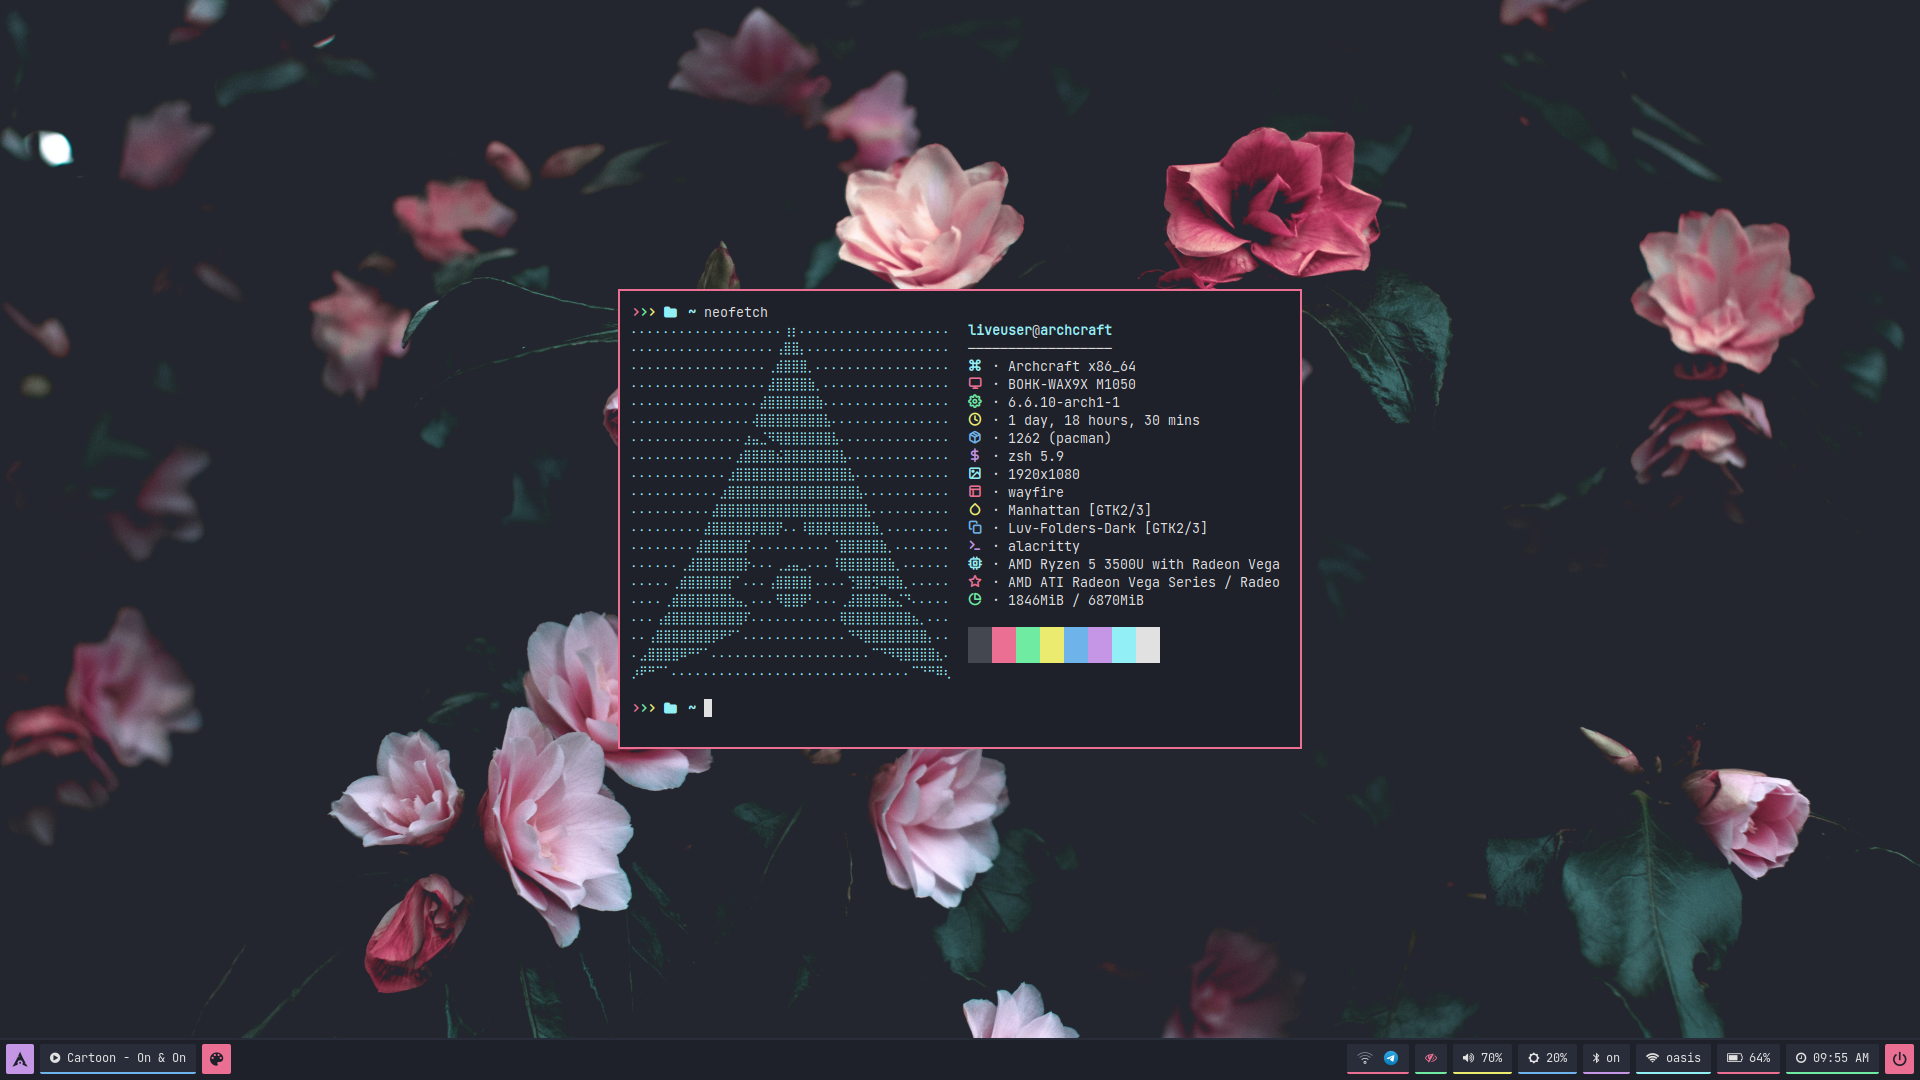 ~ neofetch
liveuser@archcraft
· Archcraft x86_64
· BOHK-WAX9X M1050
· 6.6.10-arch1-1
· 1 day, 18 hours, 30 mins
· 1262 (pacman)
· zsh 5.9
· 1920x1080
· wayfire
· Manhattan [GTK2/3]
· Luv-Folders-Dark [GTK2/3]
· alacritty
· AMD Ryzen 5 3500U with Radeon Vega
· AMD ATI Radeon Vega Series / Radeo
· 1846MiB / 6870MiB
~
Cartoon - On & On
70%
20%
on
oasis
64%
09:55 AM